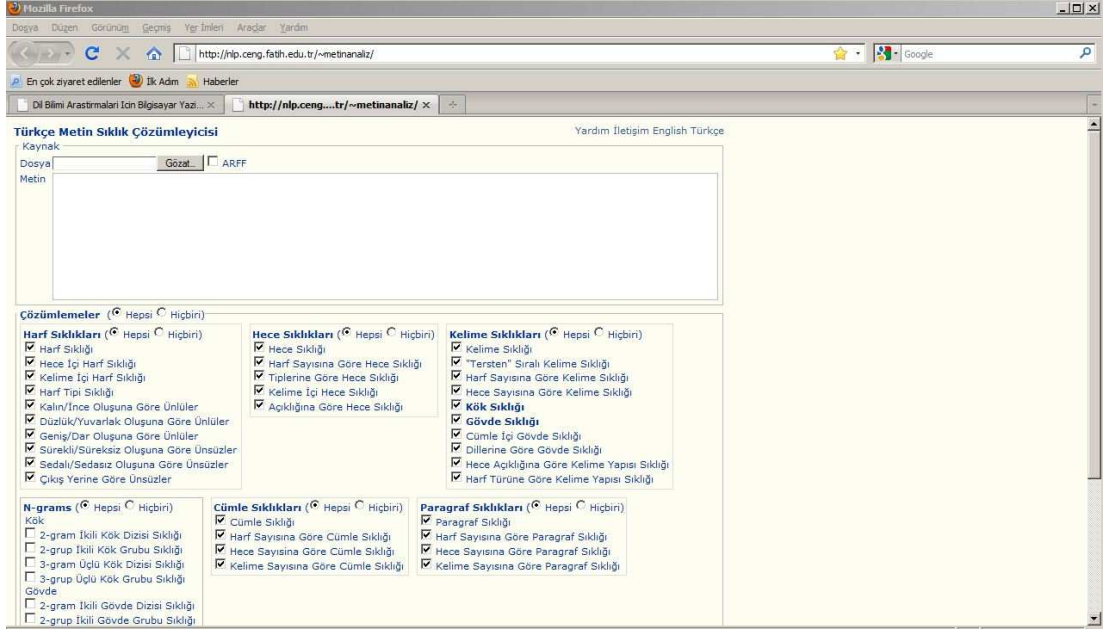 Mozilla Firefox
Dosya Düzen Görünüm Geçmiş Yer İmleri Araçlar Yardım
http://nlp.ceng.fatih.edu.tr/~metinanaliz/
Google
En çok ziyaret edilenler İlk Adım Haberler
Dil Bilimi Arastirmalari Icin Bilgisayar Yazi... http://nlp.ceng....tr/~metinanaliz/
Türkçe Metin Sıklık Çözümleyicisi
Yardım İletişim English Türkçe
Kaynak
Dosya Gözat... ARFF
Metin
Çözümlemeler ( Hepsi Hiçbiri)
Harf Sıklıkları ( Hepsi Hiçbiri)
Harf Sıklığı
Hece İçi Harf Sıklığı
Kelime İçi Harf Sıklığı
Harf Tipi Sıklığı
Kalın/İnce Oluşuna Göre Ünlüler
Düzlük/Yuvarlak Oluşuna Göre Ünlüler
Geniş/Dar Oluşuna Göre Ünlüler
Sürekli/Süreksiz Oluşuna Göre Ünsüzler
Sedalı/Sedasız Oluşuna Göre Ünsüzler
Çıkış Yerine Göre Ünsüzler
Hece Sıklıkları ( Hepsi Hiçbiri)
Hece Sıklığı
Harf Sayısına Göre Hece Sıklığı
Tiplerine Göre Hece Sıklığı
Kelime İçi Hece Sıklığı
Açıklığına Göre Hece Sıklığı
Kelime Sıklıkları ( Hepsi Hiçbiri)
Kelime Sıklığı
"Tersten" Sıralı Kelime Sıklığı
Harf Sayısına Göre Kelime Sıklığı
Hece Sayısına Göre Kelime Sıklığı
Kök Sıklığı
Gövde Sıklığı
Cümle İçi Gövde Sıklığı
Dillerine Göre Gövde Sıklığı
Hece Açıklığına Göre Kelime Yapısı Sıklığı
Harf Türüne Göre Kelime Yapısı Sıklığı
N-grams ( Hepsi Hiçbiri)
Kök
2-gram İkili Kök Dizisi Sıklığı
2-grup İkili Kök Grubu Sıklığı
3-gram Üçlü Kök Dizisi Sıklığı
3-grup Üçlü Kök Grubu Sıklığı
Gövde
2-gram İkili Gövde Dizisi Sıklığı
2-grup İkili Gövde Grubu Sıklığı
Cümle Sıklıkları ( Hepsi Hiçbiri)
Cümle Sıklığı
Harf Sayısına Göre Cümle Sıklığı
Hece Sayısına Göre Cümle Sıklığı
Kelime Sayısına Göre Cümle Sıklığı
Paragraf Sıklıkları ( Hepsi Hiçbiri)
Paragraf Sıklığı
Harf Sayısına Göre Paragraf Sıklığı
Hece Sayısına Göre Paragraf Sıklığı
Kelime Sayısına Göre Paragraf Sıklığı